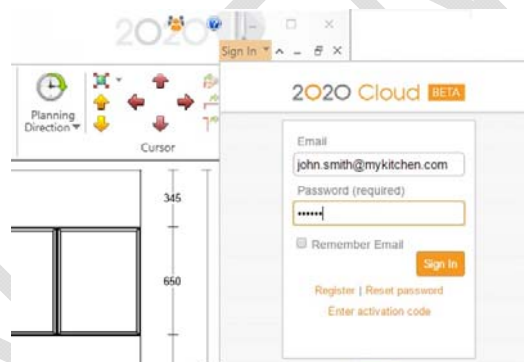 2020
Sign In
Planning
Direction
Cursor
345
650
2020 Cloud BETA
Email
john.smith@mykitchen.com
Password (required)
••••••
Remember Email
Sign In
Register | Reset password
Enter activation code